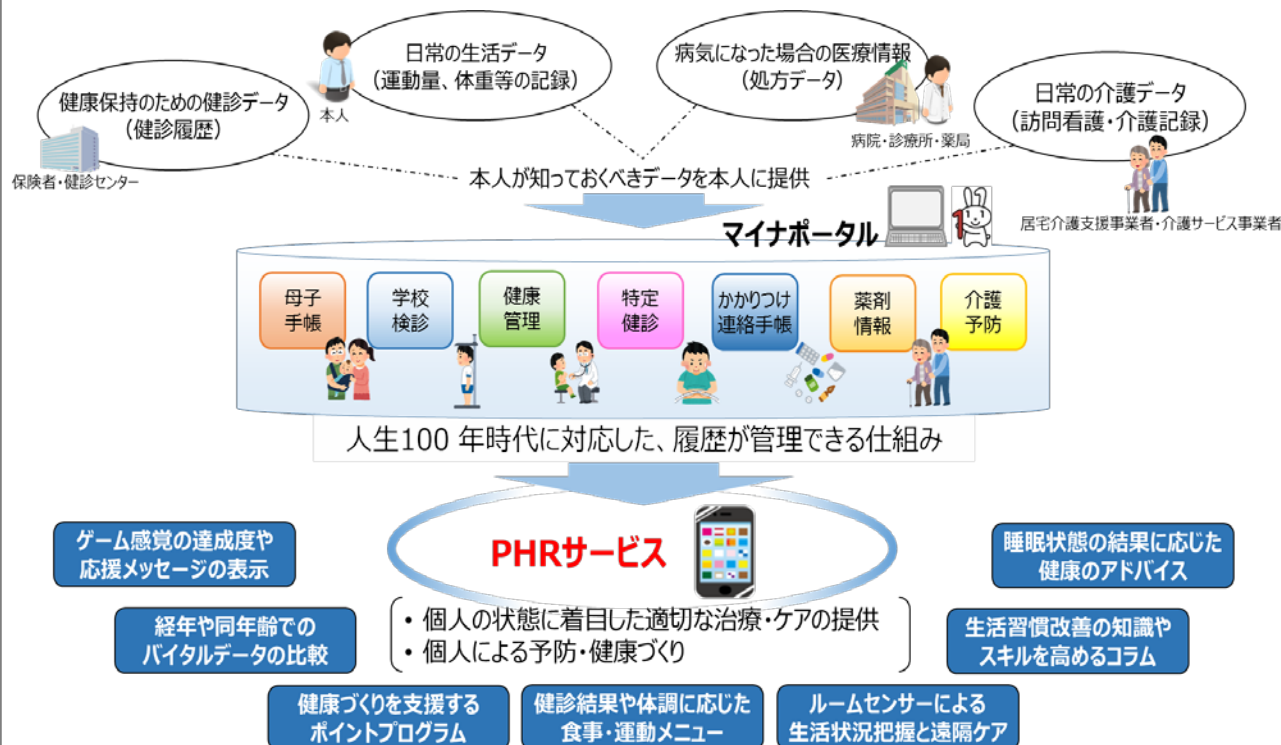 日常の生活データ
(運動量、体重等の記録)
本人
病気になった場合の医療情報
(処方データ)
病院・診療所・薬局
健康保持のための健診データ
(健診履歴)
保険者・健診センター
日常の介護データ
(訪問看護・介護記録)
居宅介護支援事業者・介護サービス事業者
本人が知っておくべきデータを本人に提供
マイナポータル
1
母子
手帳
学校
検診
健康
管理
特定
健診
かかりつけ
連絡手帳
薬剤
情報
介護
予防
人生100 年時代に対応した、履歴が管理できる仕組み
PHRサービス
・ 個人の状態に着目した適切な治療・ケアの提供
・ 個人による予防・健康づくり
ゲーム感覚の達成度や
応援メッセージの表示
睡眠状態の結果に応じた
健康のアドバイス
経年や同年齢での
バイタルデータの比較
生活習慣改善の知識や
スキルを高めるコラム
健康づくりを支援する
ポイントプログラム
健診結果や体調に応じた
食事・運動メニュー
ルームセンサーによる
生活状況把握と遠隔ケア